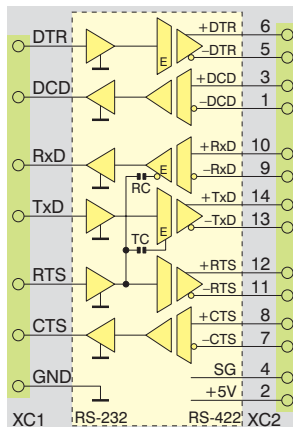 DTR +DTR 6
E −DTR 5
DCD +DCD 3
−DCD 1
RxD +RxD 10
E −RxD 9
RC
TxD +TxD 14
E −TxD 13
TC
RTS +RTS 12
−RTS 11
CTS +CTS 8
−CTS 7
GND SG 4
+5V 2
XC1 RS-232 RS-422 XC2